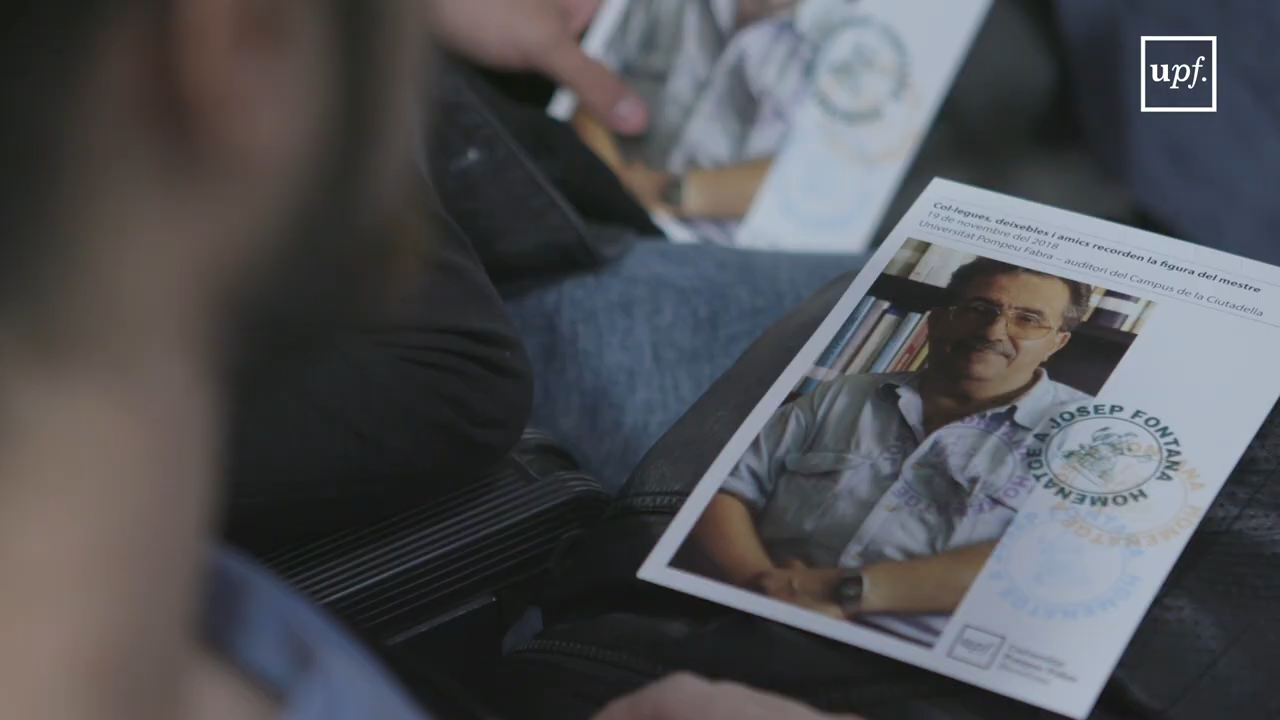 upf.
Col·legues, deixebles i amics recorden la figura del mestre
19 de novembre del 2018
Universitat Pompeu Fabra – auditori del Campus de la Ciutadella
HOMENATGE A JOSEP FONTANA
upf.